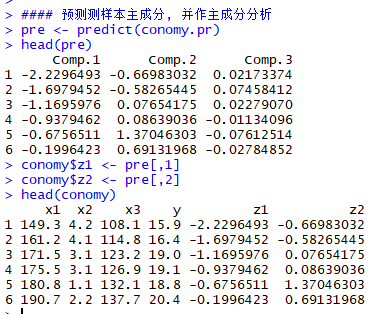 >
> #### 预测测样本主成分, 并作主成分分析
> pre <- predict(conomy.pr)
> head(pre)
Comp.1 Comp.2 Comp.3
1 -2.2296493 -0.66983032 0.02173374
2 -1.6979452 -0.58265445 0.07458412
3 -1.1695976 0.07654175 0.02279070
4 -0.9379462 0.08639036 -0.01134096
5 -0.6756511 1.37046303 -0.07612514
6 -0.1996423 0.69131968 -0.02784852
> conomy$z1 <- pre[,1]
> conomy$z2 <- pre[,2]
> head(conomy)
x1 x2 x3 y z1 z2
1 149.3 4.2 108.1 15.9 -2.2296493 -0.66983032
2 161.2 4.1 114.8 16.4 -1.6979452 -0.58265445
3 171.5 3.1 123.2 19.0 -1.1695976 0.07654175
4 175.5 3.1 126.9 19.1 -0.9379462 0.08639036
5 180.8 1.1 132.1 18.8 -0.6756511 1.37046303
6 190.7 2.2 137.7 20.4 -0.1996423 0.69131968
>